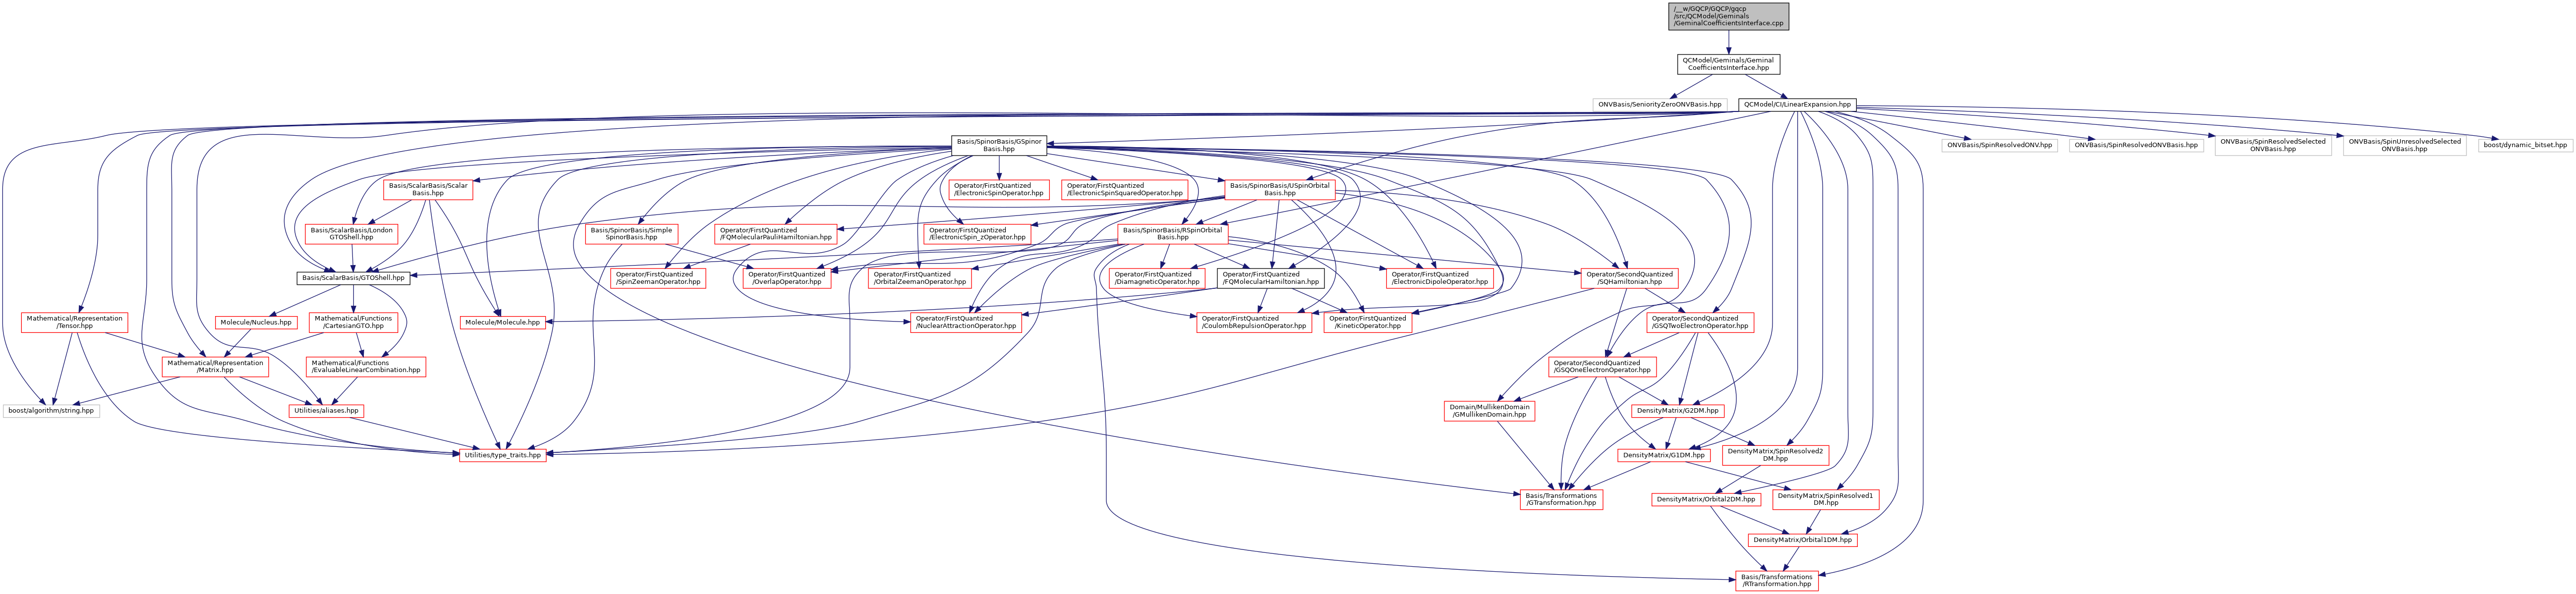 /__w/GQCP/GQCP/gqcp
/src/QCModel/Geminals
/GeminalCoefficientsInterface.cpp
QCModel/Geminals/Geminal
CoefficientsInterface.hpp
ONVBasis/SeniorityZeroONVBasis.hpp
QCModel/CI/LinearExpansion.hpp
Basis/SpinorBasis/GSpinor
Basis.hpp
ONVBasis/SpinResolvedONV.hpp
ONVBasis/SpinResolvedONVBasis.hpp
ONVBasis/SpinResolvedSelected
ONVBasis.hpp
ONVBasis/SpinUnresolvedSelected
ONVBasis.hpp
boost/dynamic_bitset.hpp
Basis/ScalarBasis/Scalar
Basis.hpp
Operator/FirstQuantized
/ElectronicSpinOperator.hpp
Operator/FirstQuantized
/ElectronicSpinSquaredOperator.hpp
Basis/SpinorBasis/USpinOrbital
Basis.hpp
Basis/ScalarBasis/London
GTOShell.hpp
Basis/SpinorBasis/Simple
SpinorBasis.hpp
Operator/FirstQuantized
/FQMolecularPauliHamiltonian.hpp
Operator/FirstQuantized
/ElectronicSpin_zOperator.hpp
Basis/SpinorBasis/RSpinOrbital
Basis.hpp
Basis/ScalarBasis/GTOShell.hpp
Operator/FirstQuantized
/SpinZeemanOperator.hpp
Operator/FirstQuantized
/OverlapOperator.hpp
Operator/FirstQuantized
/OrbitalZeemanOperator.hpp
Operator/FirstQuantized
/DiamagneticOperator.hpp
Operator/FirstQuantized
/FQMolecularHamiltonian.hpp
Operator/FirstQuantized
/ElectronicDipoleOperator.hpp
Operator/SecondQuantized
/SQHamiltonian.hpp
Mathematical/Representation
/Tensor.hpp
Molecule/Nucleus.hpp
Mathematical/Functions
/CartesianGTO.hpp
Molecule/Molecule.hpp
Operator/FirstQuantized
/NuclearAttractionOperator.hpp
Operator/FirstQuantized
/CoulombRepulsionOperator.hpp
Operator/FirstQuantized
/KineticOperator.hpp
Operator/SecondQuantized
/GSQTwoElectronOperator.hpp
Mathematical/Representation
/Matrix.hpp
Mathematical/Functions
/EvaluableLinearCombination.hpp
Operator/SecondQuantized
/GSQOneElectronOperator.hpp
boost/algorithm/string.hpp
Utilities/aliases.hpp
Domain/MullikenDomain
/GMullikenDomain.hpp
DensityMatrix/G2DM.hpp
Utilities/type_traits.hpp
DensityMatrix/G1DM.hpp
DensityMatrix/SpinResolved2
DM.hpp
Basis/Transformations
/GTransformation.hpp
DensityMatrix/Orbital2DM.hpp
DensityMatrix/SpinResolved1
DM.hpp
DensityMatrix/Orbital1DM.hpp
Basis/Transformations
/RTransformation.hpp